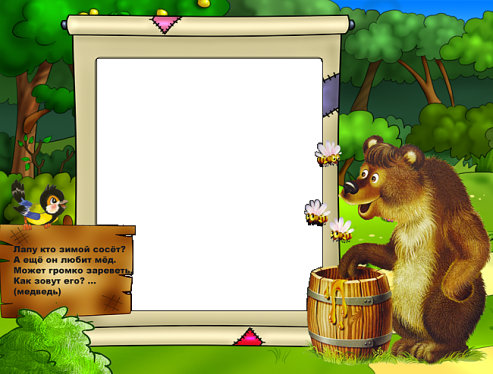 Лапу кто зимой сосёт?
А ещё он любит мёд.
Может громко зареветь,
Как зовут его? ...
(медведь)